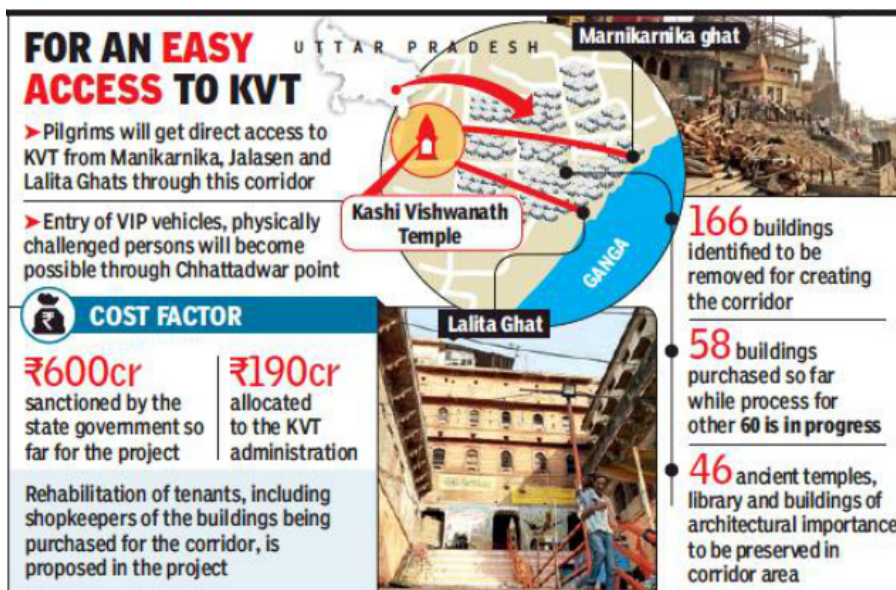 FOR AN EASY
ACCESS TO KVT
➤Pilgrims will get direct access to
KVT from Manikarnika, Jalasen and
Lalita Ghats through this corridor
➤Entry of VIP vehicles, physically
challenged persons will become
possible through Chhattadwar point
UTTAR PRADESH
Marnikarnika ghat
Kashi Vishwanath
Temple
GANGA
Lalita Ghat
₹
COST FACTOR
₹600cr
sanctioned by the
state government so
far for the project
₹190cr
allocated
to the KVT
administration
Rehabilitation of tenants, including
shopkeepers of the buildings being
purchased for the corridor, is
proposed in the project
166 buildings
identified to be
removed for creating
the corridor
58 buildings
purchased so far
while process for
other 60 is in progress
46 ancient temples,
library and buildings of
architectural importance
to be preserved in
corridor area